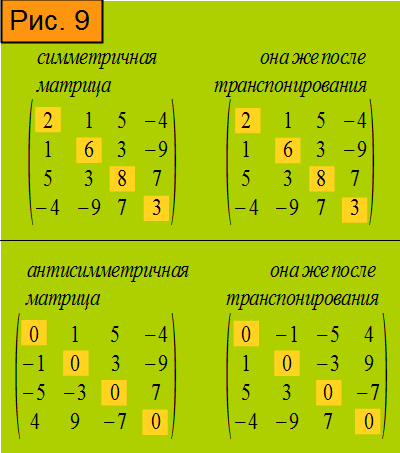 Рис. 9
симметричная матрица
она же после транспонирования
2 1 5 −4
1 6 3 −9
5 3 8 7
−4 −9 7 3
2 1 5 −4
1 6 3 −9
5 3 8 7
−4 −9 7 3
антисимметричная матрица
она же после транспонирования
0 1 5 −4
−1 0 3 −9
−5 −3 0 7
4 9 −7 0
0 −1 −5 4
1 0 −3 9
5 3 0 −7
−4 −9 7 0